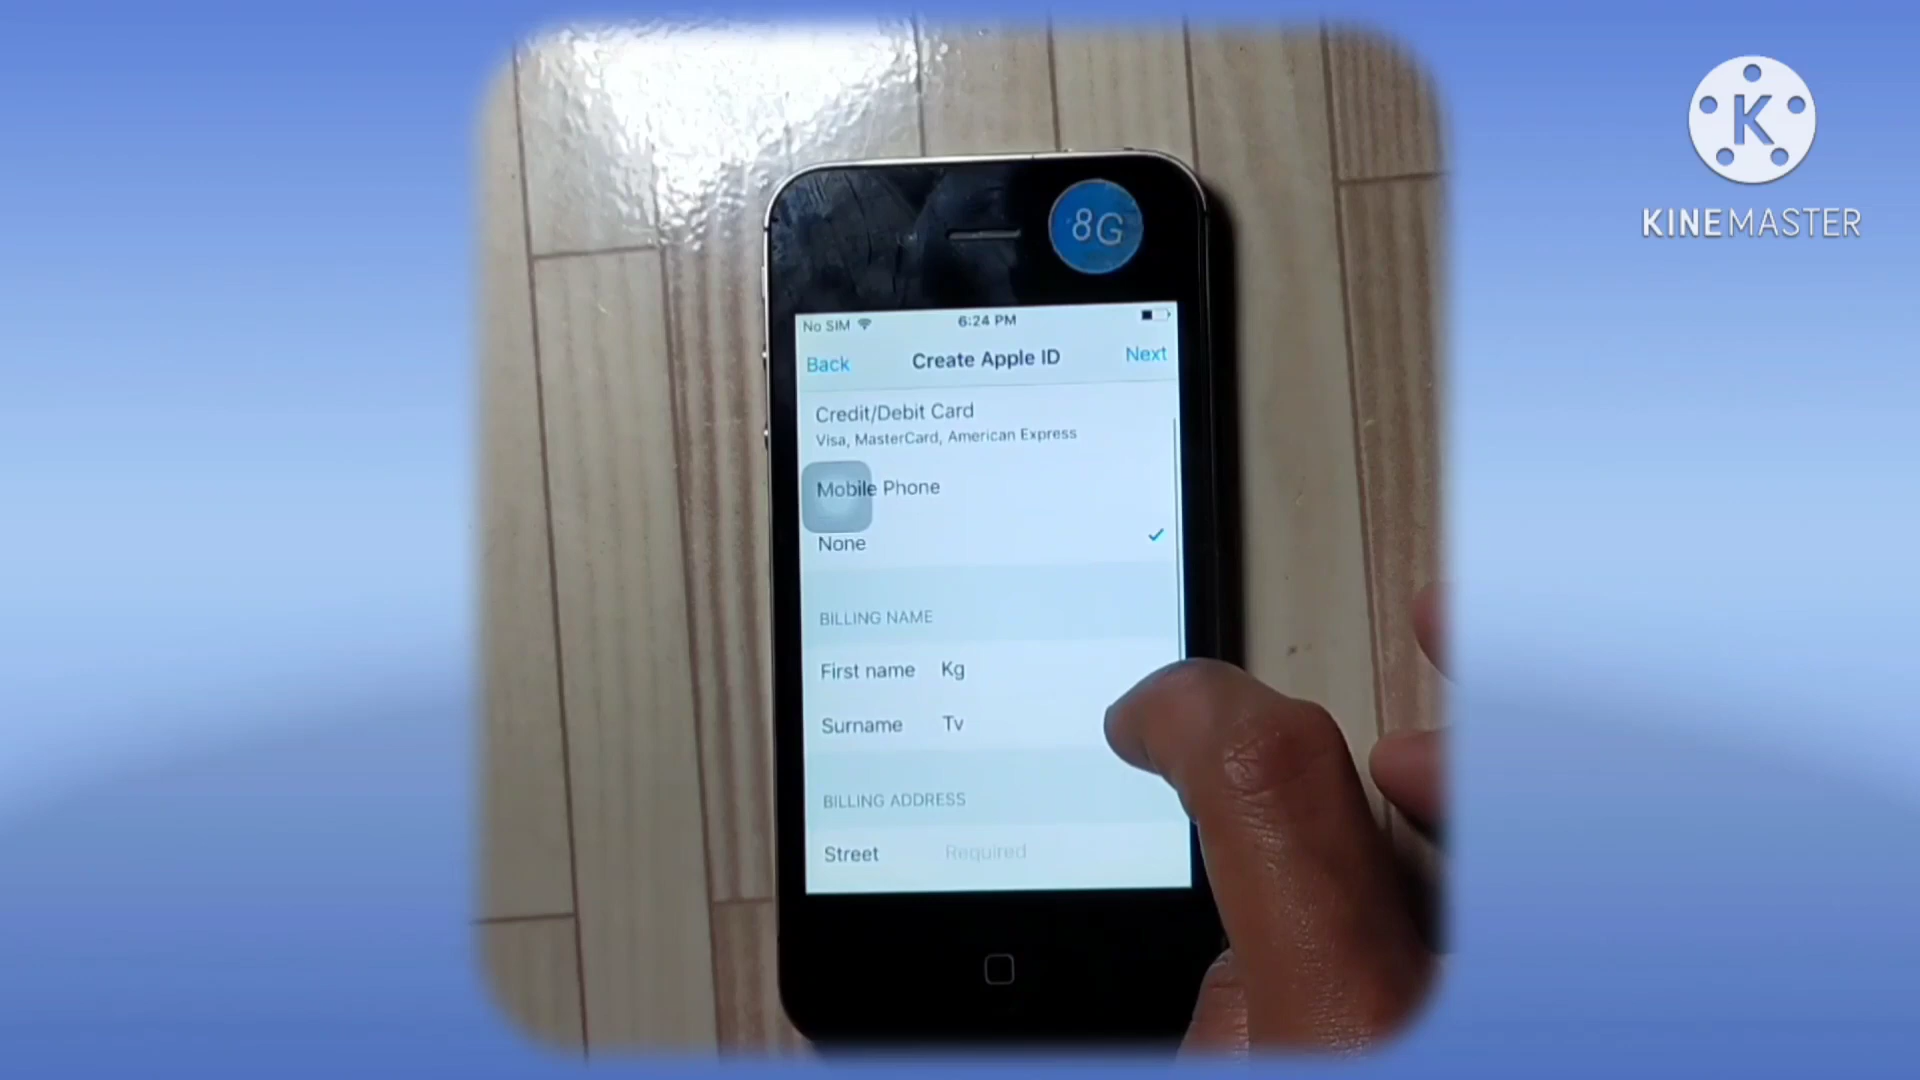 K
KINEMASTER
8G
No SIM 6:24 PM
Back Create Apple ID Next
Credit/Debit Card
Visa, MasterCard, American Express
Mobile Phone
None
BILLING NAME
First name Kg
Surname Tv
BILLING ADDRESS
Street Required